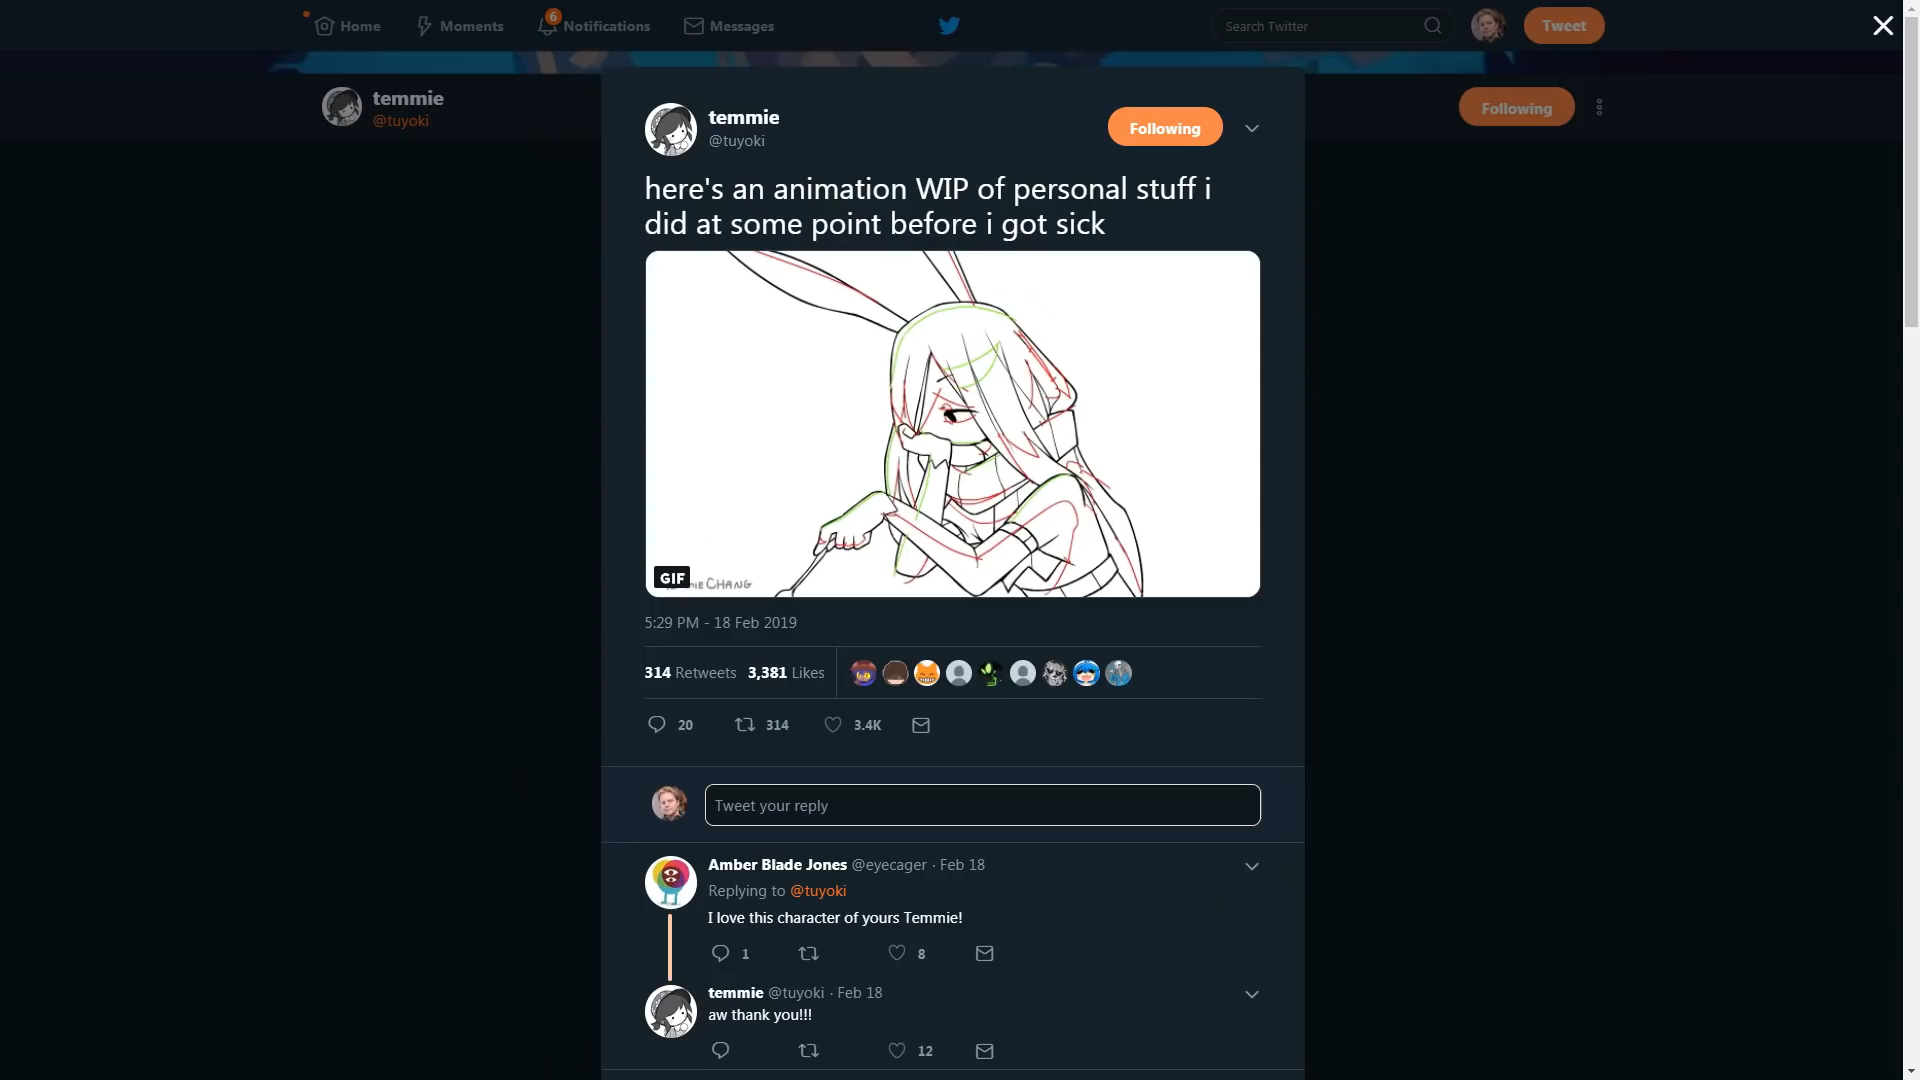 Home
Moments
6
Notifications
Messages
Search Twitter
Tweet
temmie
@tuyoki
Following
temmie
@tuyoki
Following
here's an animation WIP of personal stuff i
did at some point before i got sick
GIF
CHANG
5:29 PM - 18 Feb 2019
314 Retweets 3,381 Likes
20 314 3.4K
Tweet your reply
Amber Blade Jones @eyecager · Feb 18
Replying to @tuyoki
I love this character of yours Temmie!
1 8
temmie @tuyoki · Feb 18
aw thank you!!!
12